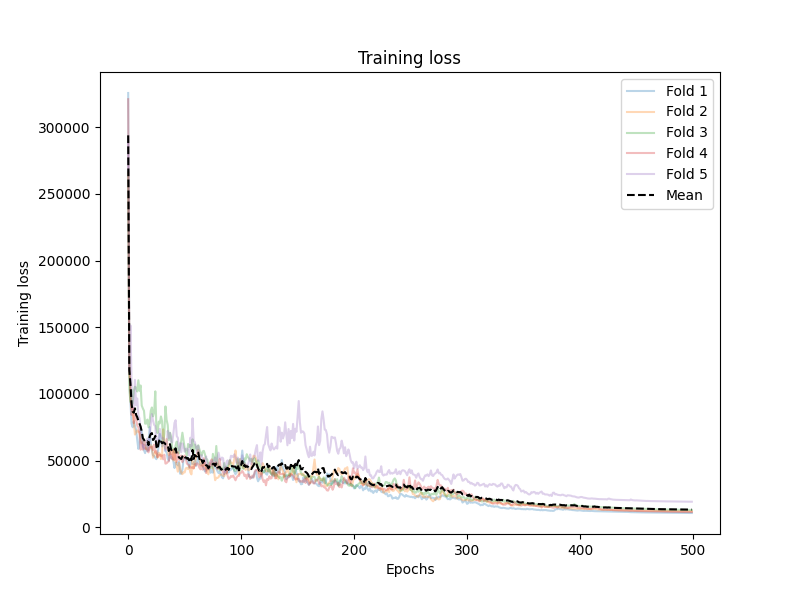 Training loss
Fold 1
Fold 2
Fold 3
Fold 4
Fold 5
Mean
Training loss
300000
250000
200000
150000
100000
50000
0
0 100 200 300 400 500
Epochs